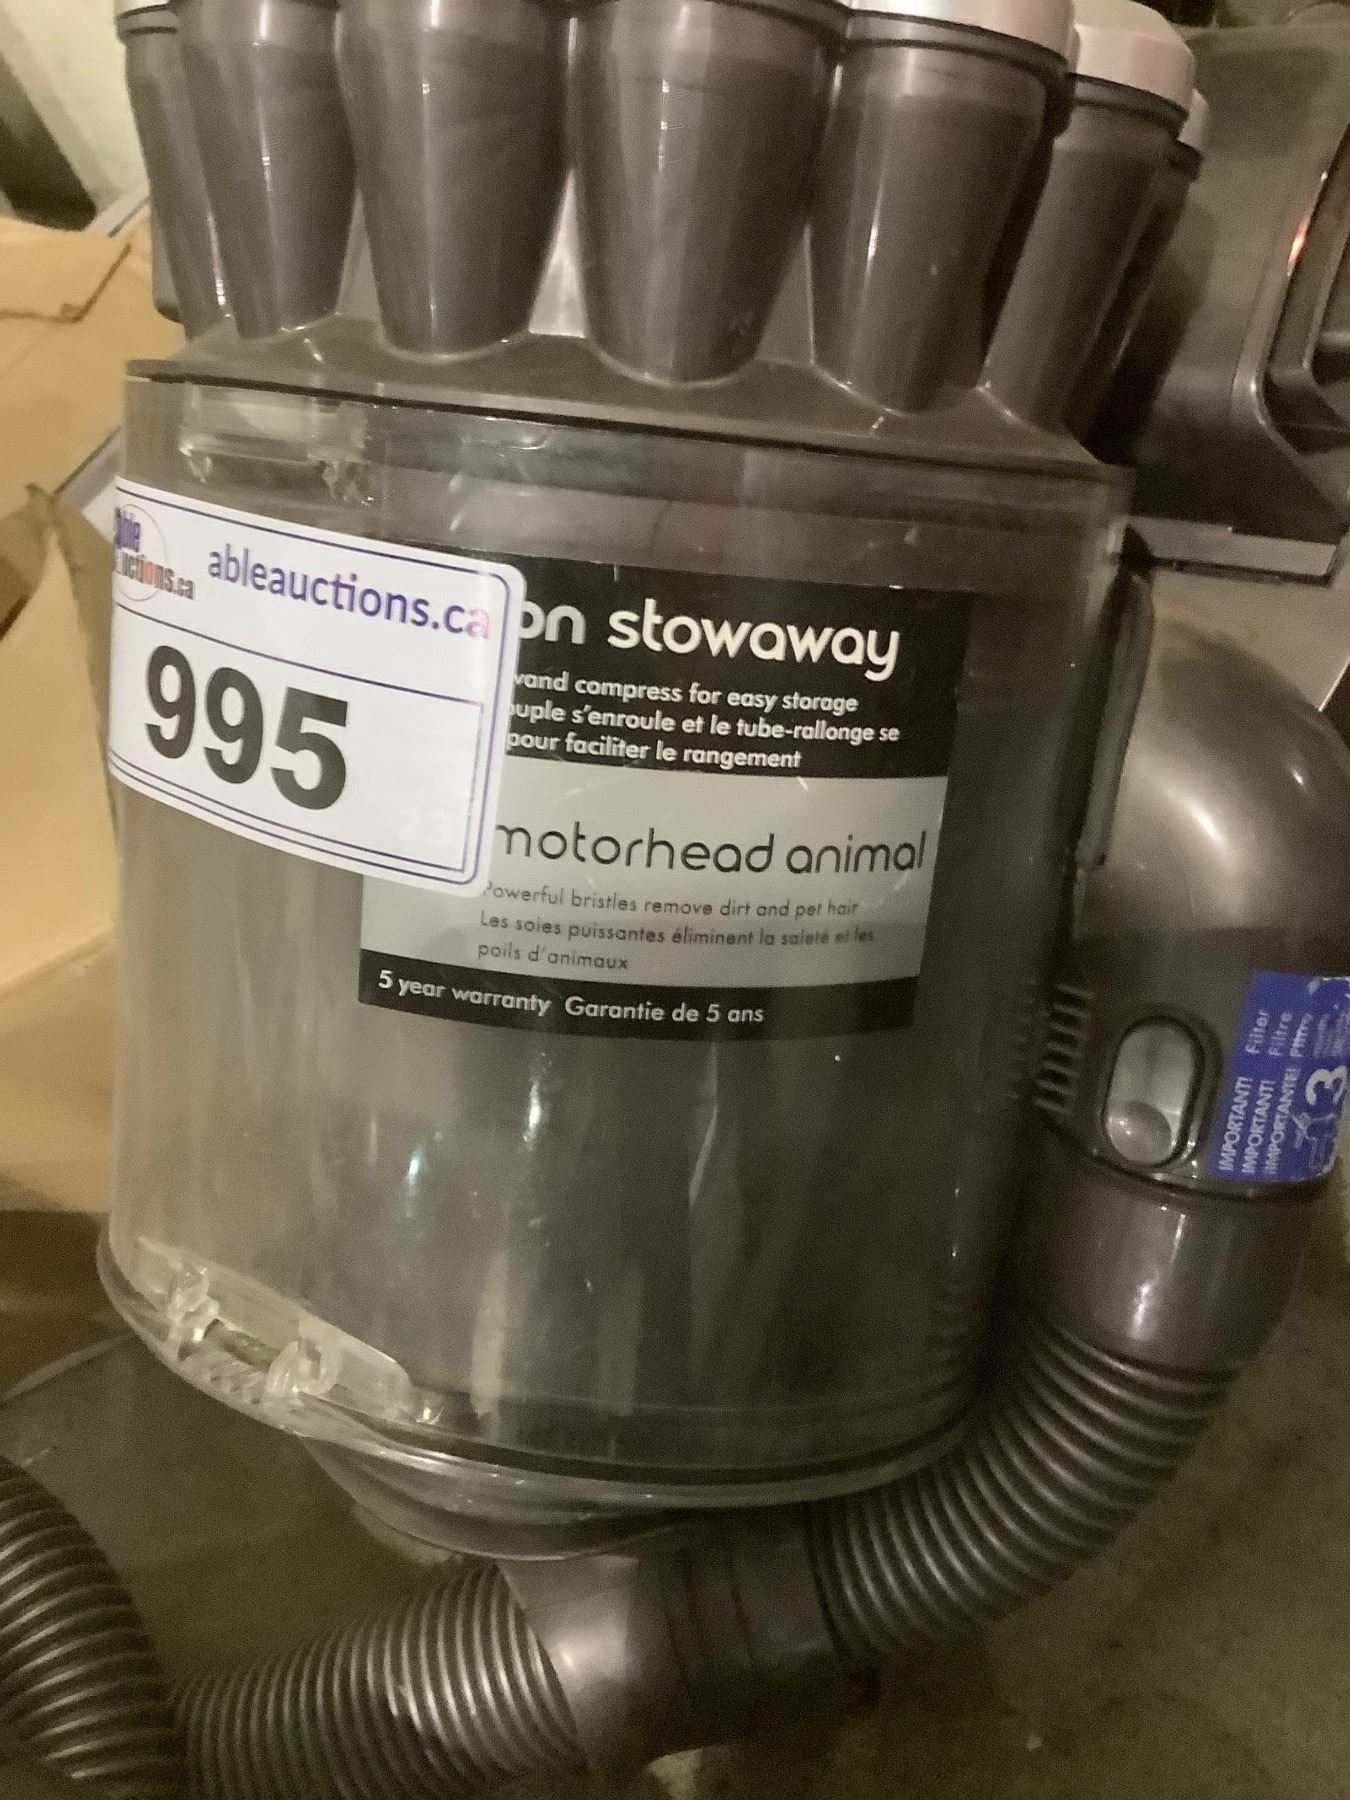 ableauctions.ca
995
on stowaway
wand compress for easy storage
ouple s'enroule et le tube-rallonge se
pour faciliter le rangement
motorhead animal
Powerful bristles remove dirt and pet hair
Les soies puissantes éliminent la saleté et les
poils d'animaux
5 year warranty Garantie de 5 ans
IMPORTANT! Filter
IMPORTANT! Filtre
¡IMPORTANTE! Filtro